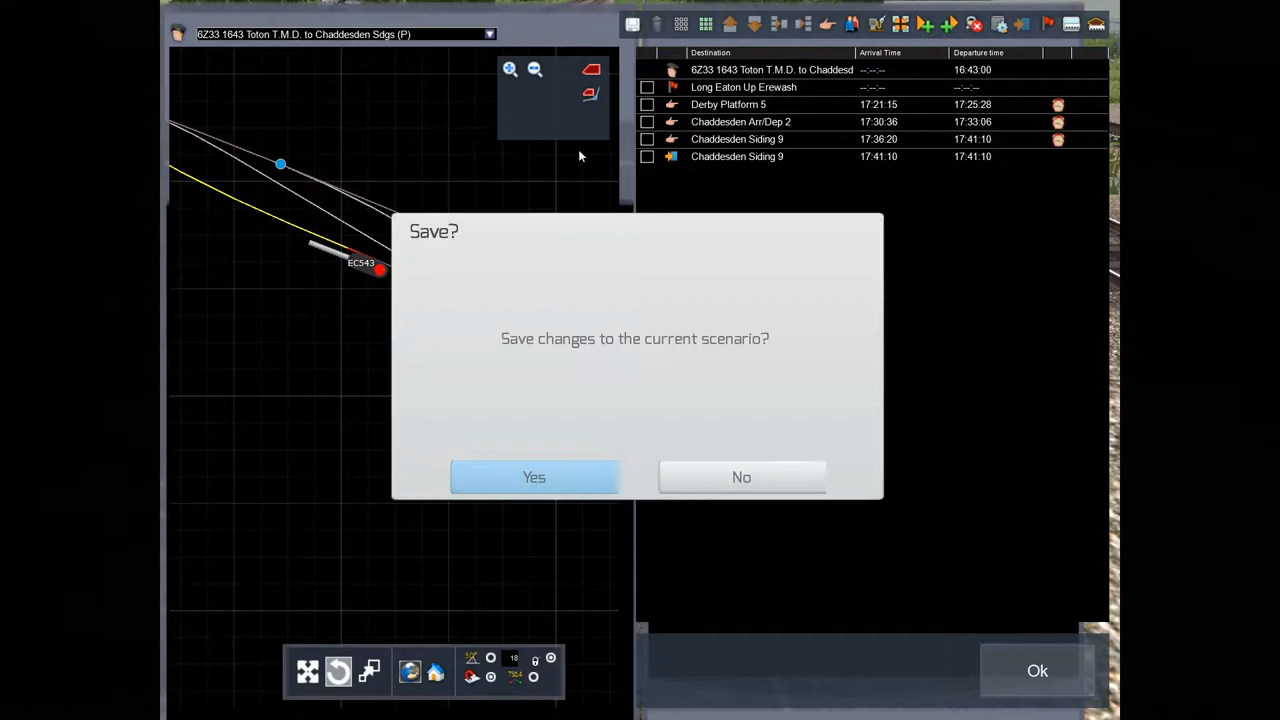 6Z33 1643 Toton T.M.D. to Chaddesden Sdgs (P)
Destination Arrival Time Departure time
6Z33 1643 Toton T.M.D. to Chaddesd --:--:-- 16:43:00
Long Eaton Up Erewash --:--:-- --:--:--
Derby Platform 5 17:21:15 17:25:28
Chaddesden Arr/Dep 2 17:30:36 17:33:06
Chaddesden Siding 9 17:36:20 17:41:10
Chaddesden Siding 9 17:41:10 17:41:10
EC543
Save?
Save changes to the current scenario?
Yes No
18
Ok